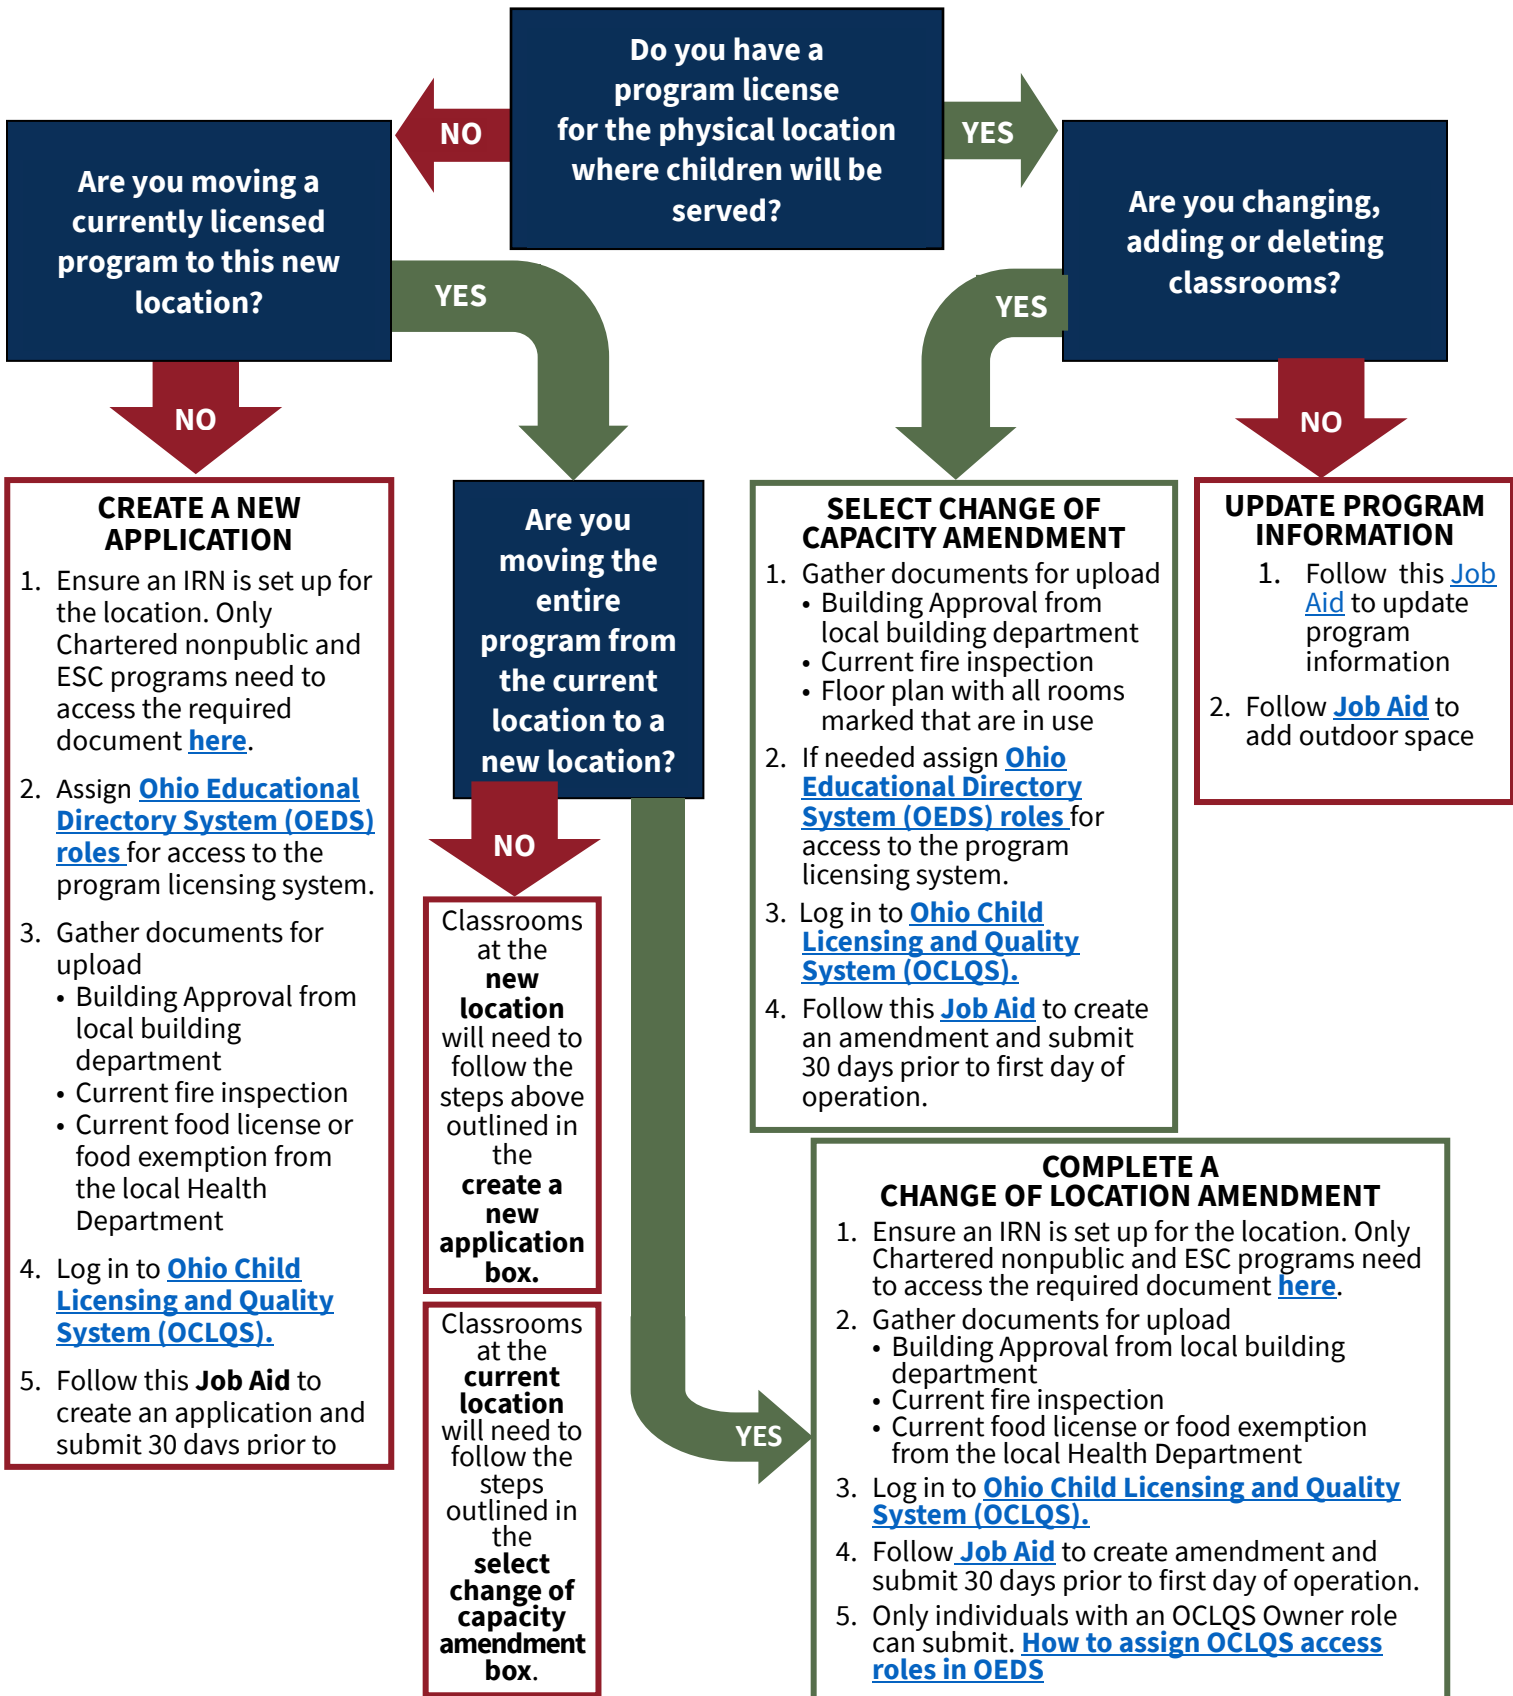 Do you have a
program license
for the physical location
where children will be
served?
NO
YES
Are you moving a
currently licensed
program to this new
location?
Are you changing,
adding or deleting
classrooms?
YES
YES
NO
NO
CREATE A NEW
APPLICATION
1. Ensure an IRN is set up for
the location. Only
Chartered nonpublic and
ESC programs need to
access the required
document here.
2. Assign Ohio Educational
Directory System (OEDS)
roles for access to the
program licensing system.
3. Gather documents for
upload
• Building Approval from
local building
department
• Current fire inspection
• Current food license or
food exemption from
the local Health
Department
4. Log in to Ohio Child
Licensing and Quality
System (OCLQS).
5. Follow this Job Aid to
create an application and
submit 30 days prior to
Are you
moving the
entire
program from
the current
location to a
new location?
NO
Classrooms
at the
new
location
will need to
follow the
steps above
outlined in
the
create a
new
application
box.
Classrooms
at the
current
location
will need to
follow the
steps
outlined in
the
select
change of
capacity
amendment
box.
YES
SELECT CHANGE OF
CAPACITY AMENDMENT
1. Gather documents for upload
• Building Approval from
local building department
• Current fire inspection
• Floor plan with all rooms
marked that are in use
2. If needed assign Ohio
Educational Directory
System (OEDS) roles for
access to the program
licensing system.
3. Log in to Ohio Child
Licensing and Quality
System (OCLQS).
4. Follow this Job Aid to create
an amendment and submit
30 days prior to first day of
operation.
UPDATE PROGRAM
INFORMATION
1. Follow this Job
Aid to update
program
information
2. Follow Job Aid to
add outdoor space
COMPLETE A
CHANGE OF LOCATION AMENDMENT
1. Ensure an IRN is set up for the location. Only
Chartered nonpublic and ESC programs need
to access the required document here.
2. Gather documents for upload
• Building Approval from local building
department
• Current fire inspection
• Current food license or food exemption
from the local Health Department
3. Log in to Ohio Child Licensing and Quality
System (OCLQS).
4. Follow Job Aid to create amendment and
submit 30 days prior to first day of operation.
5. Only individuals with an OCLQS Owner role
can submit. How to assign OCLQS access
roles in OEDS